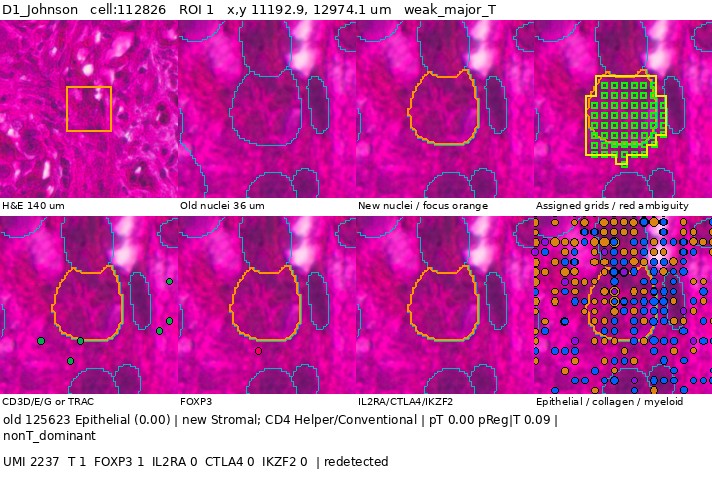 D1_Johnson   cell:112826   ROI 1   x,y 11192.9, 12974.1 um   weak_major_T
H&E 140 um
Old nuclei 36 um
New nuclei / focus orange
Assigned grids / red ambiguity
CD3D/E/G or TRAC
FOXP3
IL2RA/CTLA4/IKZF2
Epithelial / collagen / myeloid
old 125623 Epithelial (0.00) | new Stromal; CD4 Helper/Conventional | pT 0.00 pReg|T 0.09 |
nonT_dominant
UMI 2237  T 1  FOXP3 1  IL2RA 0  CTLA4 0  IKZF2 0  | redetected